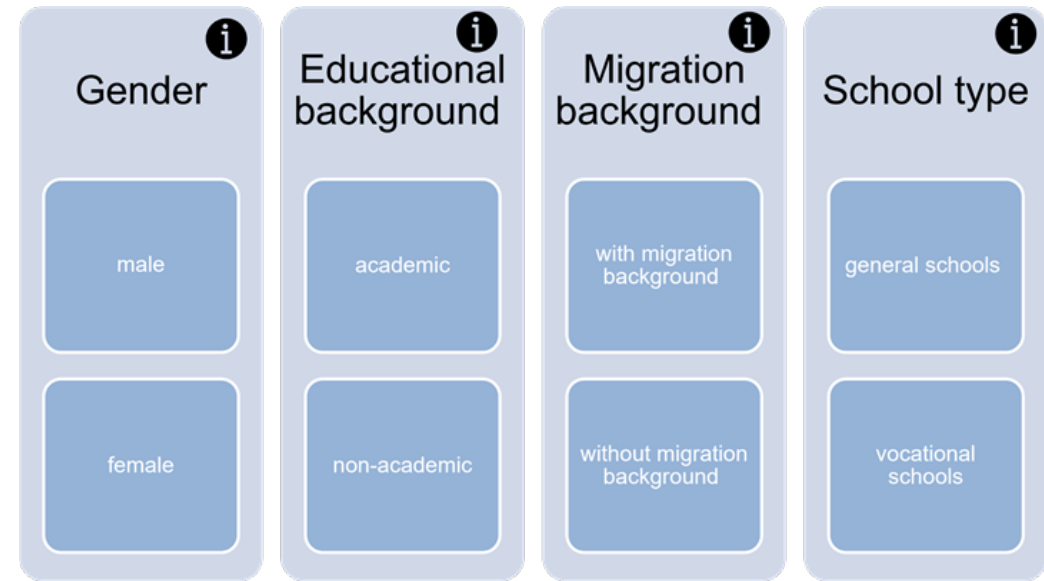 i
Gender
male
female
i
Educational
background
academic
non-academic
i
Migration
background
with migration
background
without migration
background
i
School type
general schools
vocational
schools